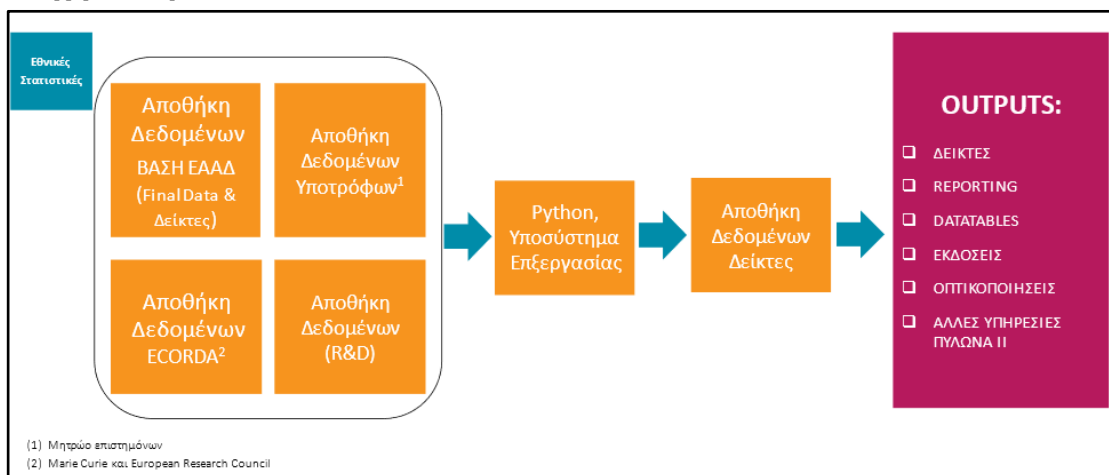 Εθνικές
Στατιστικές
Αποθήκη
Δεδομένων
ΒΑΣΗ ΕΑΑΔ
(Final Data &
Δείκτες)
Αποθήκη
Δεδομένων
Υποτρόφων1
Αποθήκη
Δεδομένων
ECORDA2
Αποθήκη
Δεδομένων
(R&D)
Python,
Υποσύστημα
Επξεργασίας
Αποθήκη
Δεδομένων
Δείκτες
OUTPUTS:
ΔΕΙΚΤΕΣ
REPORTING
DATATABLES
ΕΚΔΟΣΕΙΣ
ΟΠΤΙΚΟΠΟΙΗΣΕΙΣ
ΑΛΛΕΣ ΥΠΗΡΕΣΙΕΣ
ΠΥΛΩΝΑ ΙΙ
(1) Μητρώο επιστημόνων
(2) Marie Curie και European Research Council